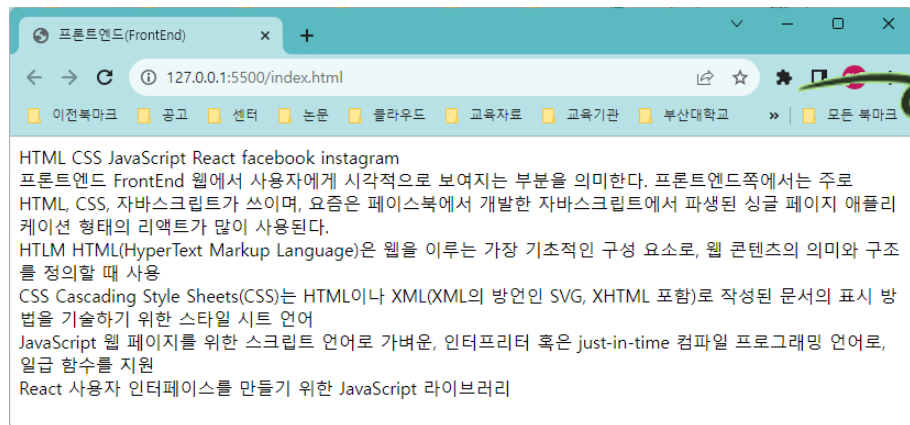 프론트엔드(FrontEnd)
127.0.0.1:5500/index.html
이전북마크 공고 센터 논문 클라우드 교육자료 교육기관 부산대학교 » 모든 북마크
HTML CSS JavaScript React facebook instagram
프론트엔드 FrontEnd 웹에서 사용자에게 시각적으로 보여지는 부분을 의미한다. 프론트엔드쪽에서는 주로
HTML, CSS, 자바스크립트가 쓰이며, 요즘은 페이스북에서 개발한 자바스크립트에서 파생된 싱글 페이지 애플리
케이션 형태의 리액트가 많이 사용된다.
HTLM HTML(HyperText Markup Language)은 웹을 이루는 가장 기초적인 구성 요소로, 웹 콘텐츠의 의미와 구조
를 정의할 때 사용
CSS Cascading Style Sheets(CSS)는 HTML이나 XML(XML의 방언인 SVG, XHTML 포함)로 작성된 문서의 표시 방
법을 기술하기 위한 스타일 시트 언어
JavaScript 웹 페이지를 위한 스크립트 언어로 가벼운, 인터프리터 혹은 just-in-time 컴파일 프로그래밍 언어로,
일급 함수를 지원
React 사용자 인터페이스를 만들기 위한 JavaScript 라이브러리